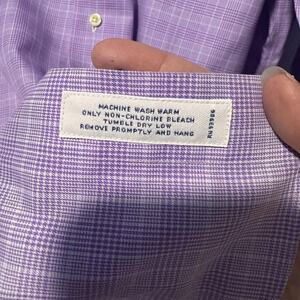 MACHINE WASH WARM
ONLY NON-CHLORINE BLEACH
TUMBLE DRY LOW
REMOVE PROMPTLY AND HANG